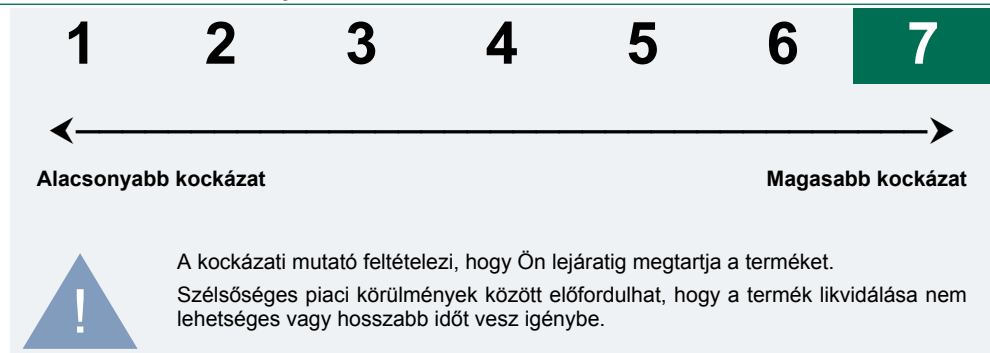 1 2 3 4 5 6 7
Alacsonyabb kockázat Magasabb kockázat
A kockázati mutató feltételezi, hogy Ön lejáratig megtartja a terméket.
Szélsőséges piaci körülmények között előfordulhat, hogy a termék likvidálása nem
lehetséges vagy hosszabb időt vesz igénybe.
!